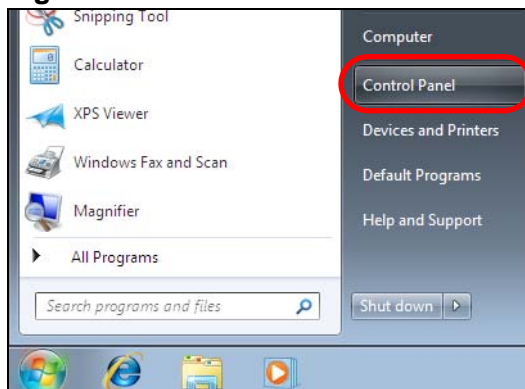 Snipping Tool
Calculator
XPS Viewer
Windows Fax and Scan
Magnifier
All Programs
Search programs and files
Computer
Control Panel
Devices and Printers
Default Programs
Help and Support
Shut down